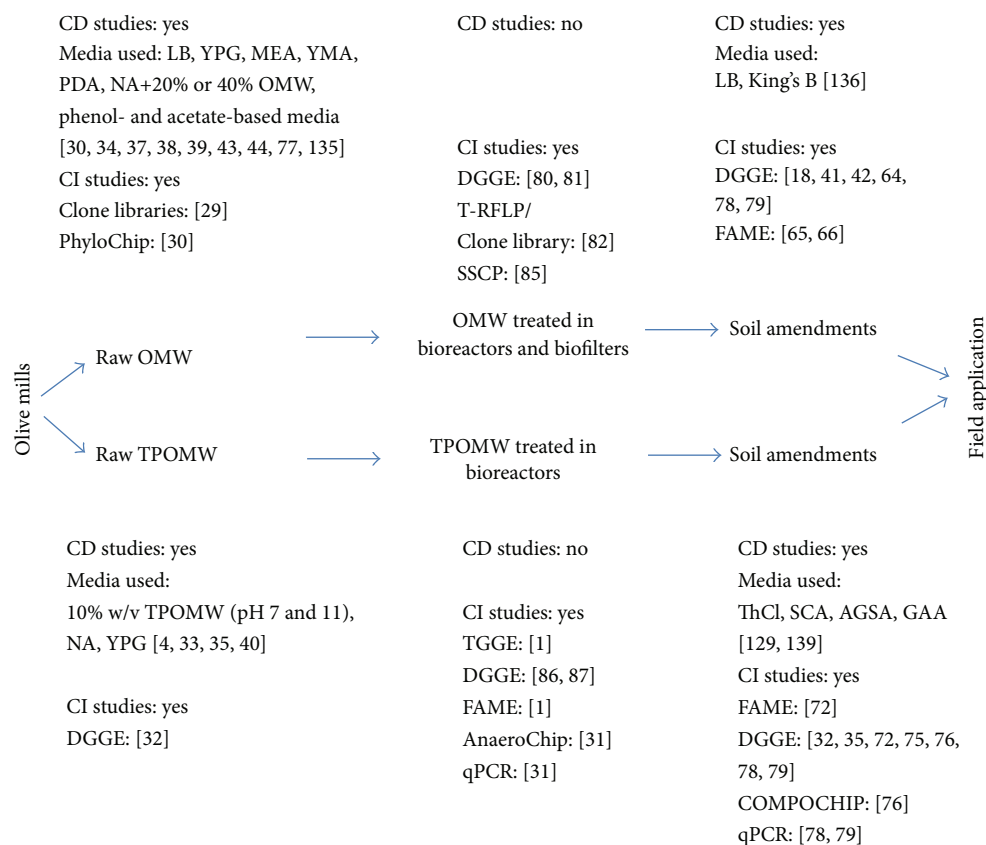 CD studies: yes
Media used: LB, YPG, MEA, YMA,
PDA, NA+20% or 40% OMW,
phenol- and acetate-based media
[30, 34, 37, 38, 39, 43, 44, 77, 135]
CI studies: yes
Clone libraries: [29]
PhyloChip: [30]
CD studies: no
CI studies: yes
DGGE: [80, 81]
T-RFLP/
Clone library: [82]
SSCP: [85]
CD studies: yes
Media used:
LB, King's B [136]
CI studies: yes
DGGE: [18, 41, 42, 64,
78, 79]
FAME: [65, 66]
Olive mills
Raw OMW
OMW treated in
bioreactors and biofilters
Soil amendments
Raw TPOMW
TPOMW treated in
bioreactors
Soil amendments
Field application
CD studies: yes
Media used:
10% w/v TPOMW (pH 7 and 11),
NA, YPG [4, 33, 35, 40]
CI studies: yes
DGGE: [32]
CD studies: no
CI studies: yes
TGGE: [1]
DGGE: [86, 87]
FAME: [1]
AnaeroChip: [31]
qPCR: [31]
CD studies: yes
Media used:
ThCl, SCA, AGSA, GAA
[129, 139]
CI studies: yes
FAME: [72]
DGGE: [32, 35, 72, 75, 76,
78, 79]
COMPOCHIP: [76]
qPCR: [78, 79]